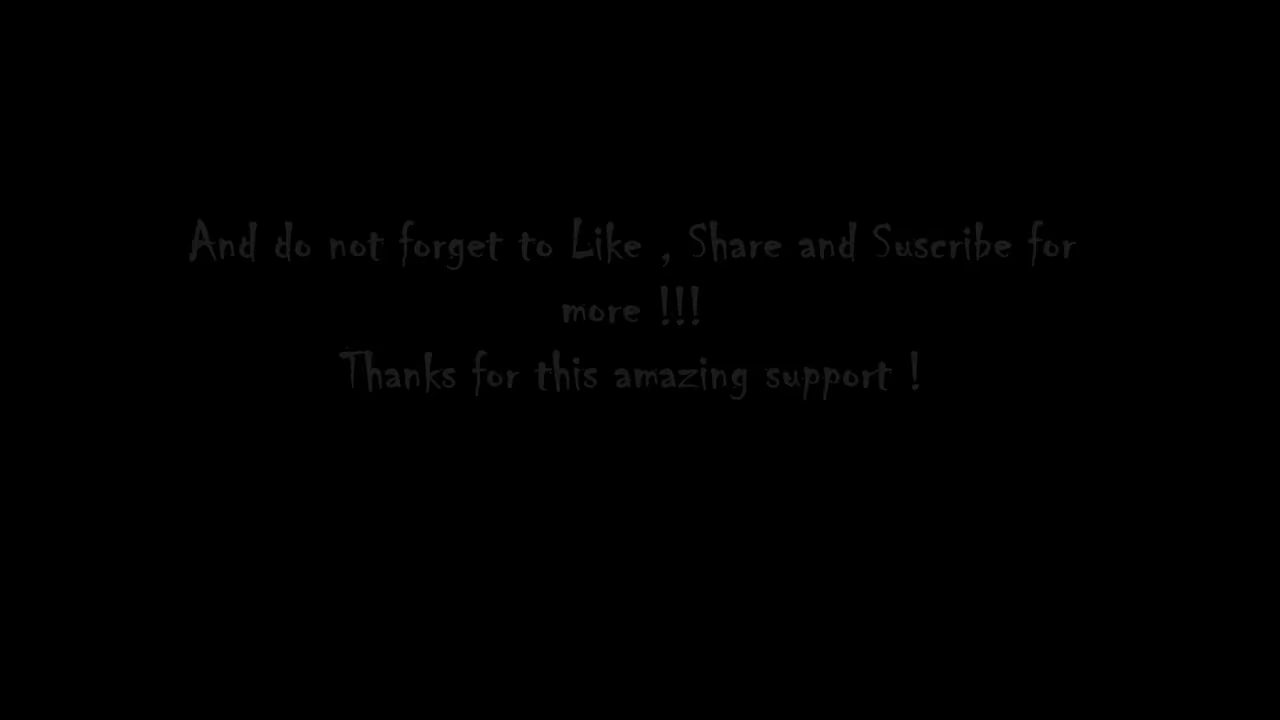 And do not forget to Like , Share and Suscribe for
more !!!
Thanks for this amazing support !